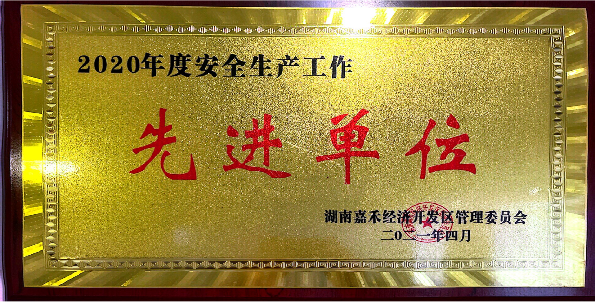 2020年度安全生产工作
先进单位
湖南嘉禾经济开发区管理委员会
二〇二一年四月